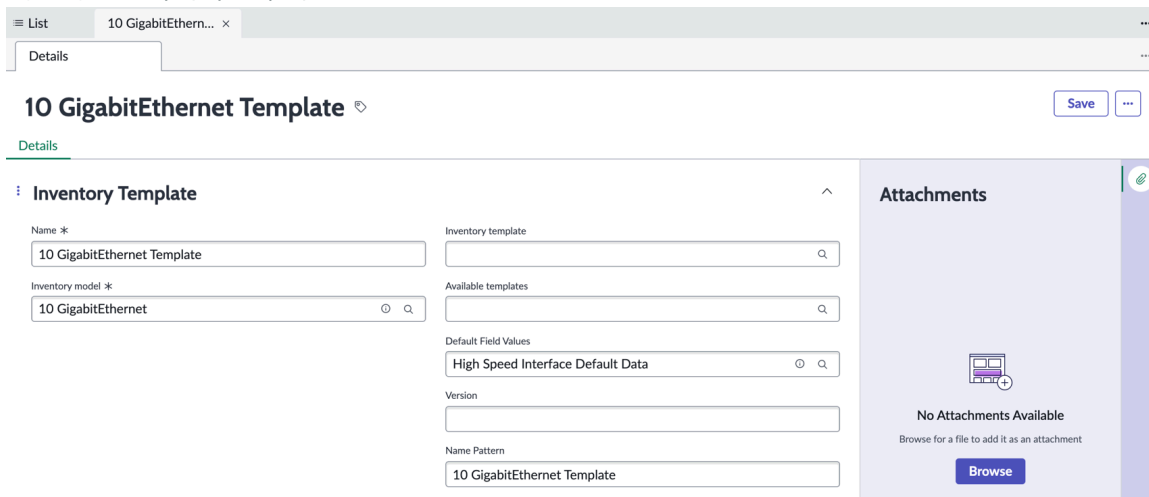 List
10 GigabitEthern... ×
Details
10 GigabitEthernet Template
Save
Details
Inventory Template
Attachments
Name *
Inventory template
10 GigabitEthernet Template
Inventory model *
Available templates
10 GigabitEthernet
Default Field Values
High Speed Interface Default Data
Version
No Attachments Available
Browse for a file to add it as an attachment
Name Pattern
Browse
10 GigabitEthernet Template